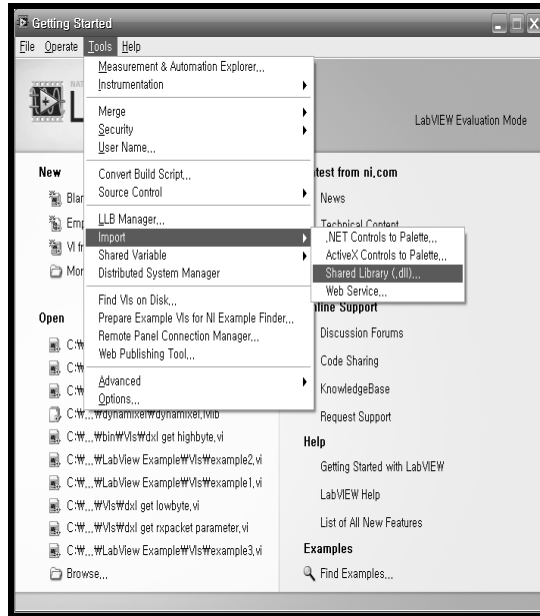 Getting Started
File Operate Tools Help
Measurement & Automation Explorer...
Instrumentation
Merge
Security
User Name...
Convert Build Script...
Source Control
LLB Manager...
Import
Shared Variable
Distributed System Manager
Find VIs on Disk...
Prepare Example VIs for NI Example Finder...
Remote Panel Connection Manager...
Web Publishing Tool...
Advanced
Options...
.NET Controls to Palette...
ActiveX Controls to Palette...
Shared Library (.dll)...
Web Service...
LabVIEW Evaluation Mode
New
Open
C:₩...₩dynamixel₩dynamixel.lvlib
C:₩...₩bin₩VIs₩dxl get highbyte.vi
C:₩...₩LabView Example₩VIs₩example2.vi
C:₩...₩LabView Example₩VIs₩example1.vi
C:₩...₩VIs₩dxl get lowbyte.vi
C:₩...₩VIs₩dxl get rxpacket parameter.vi
C:₩...₩LabView Example₩VIs₩example3.vi
Browse...
from ni.com
News
Technical Content
Support
Discussion Forums
Code Sharing
KnowledgeBase
Request Support
Help
Getting Started with LabVIEW
LabVIEW Help
List of All New Features
Examples
Find Examples...